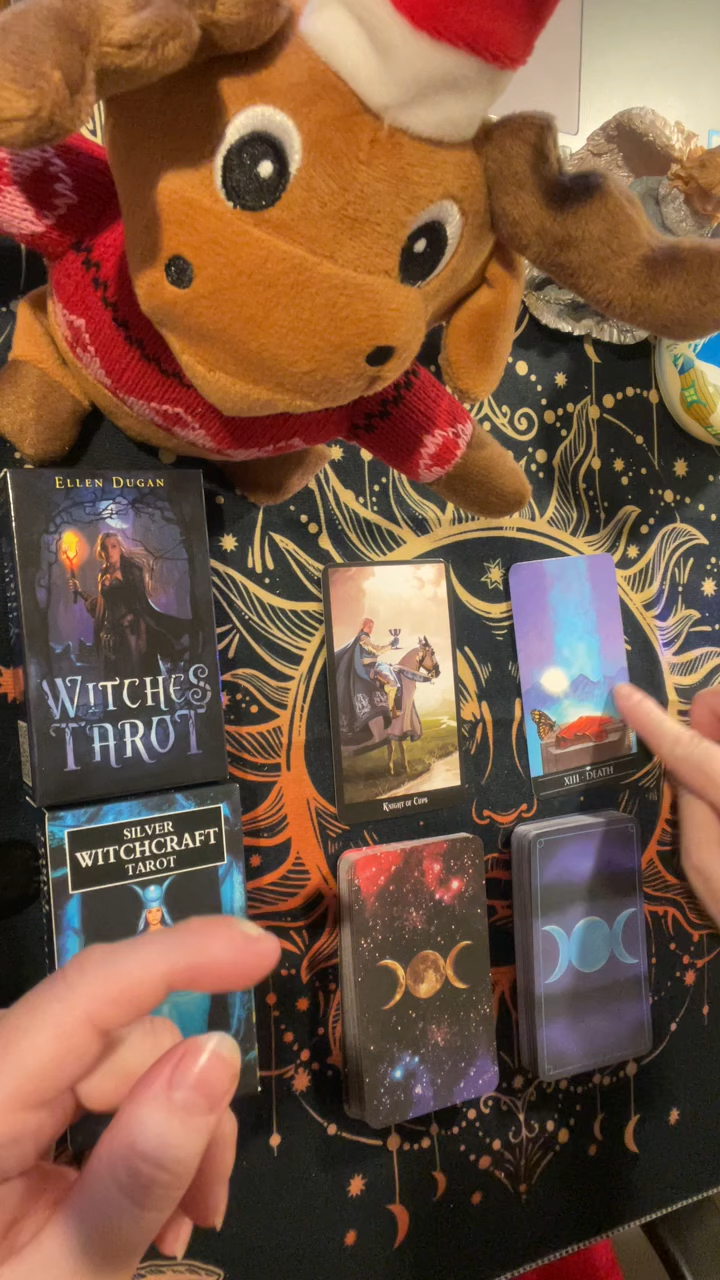 ELLEN DUGAN
WITCHES
TAROT
SILVER
WITCHCRAFT
TAROT
KNIGHT OF CUPS
XIII - DEATH